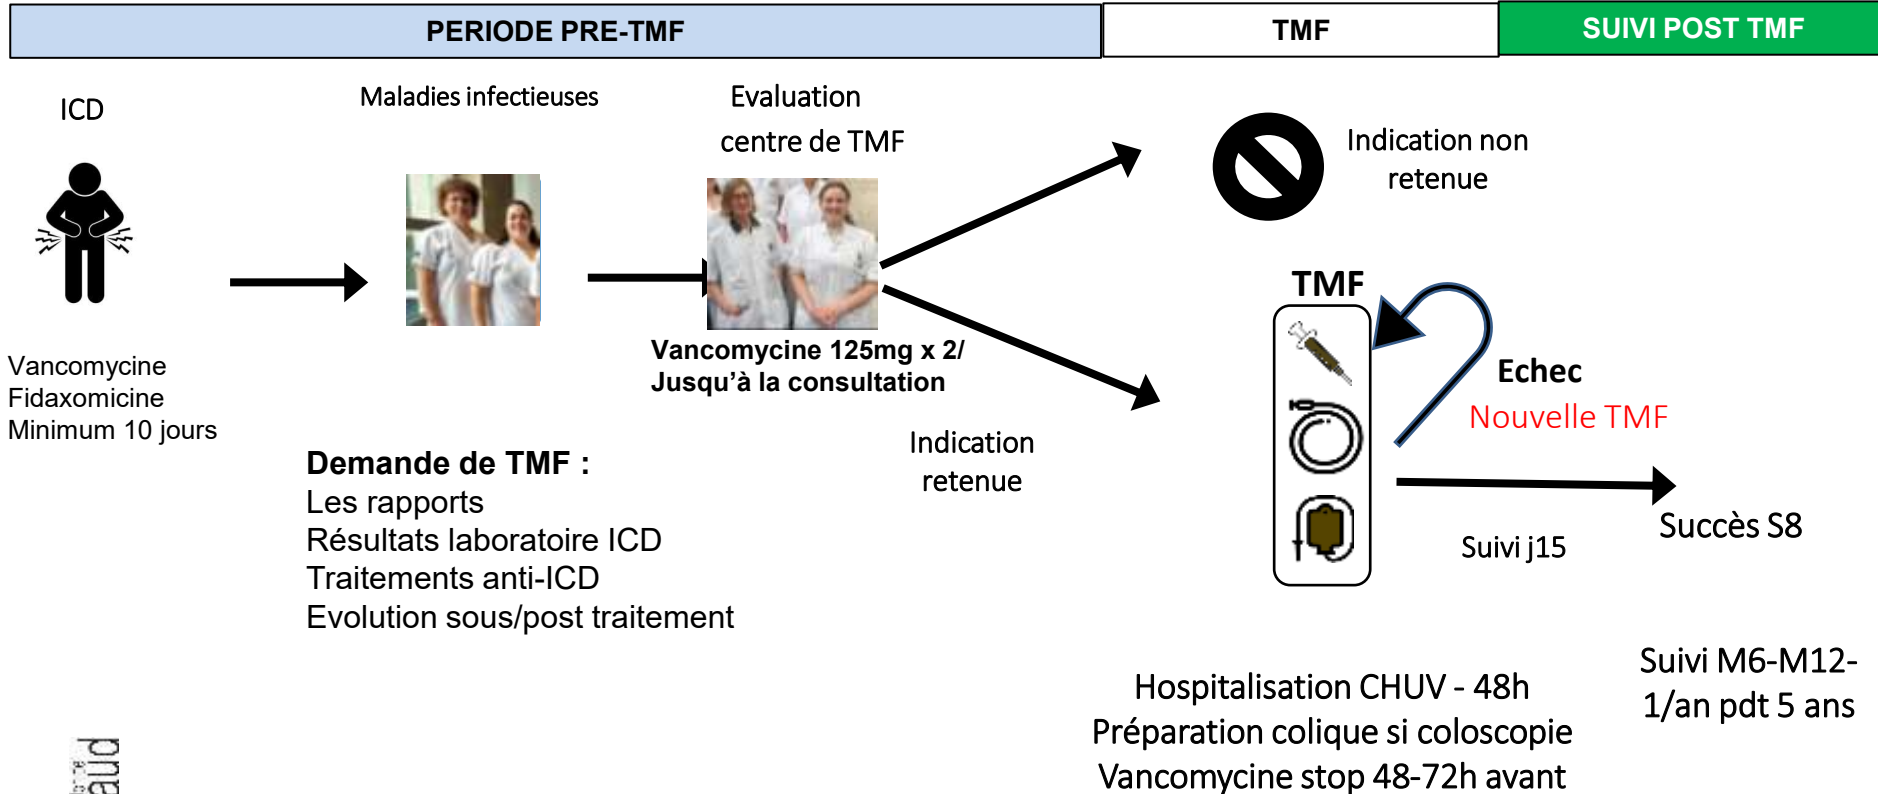 PERIODE PRE-TMF
TMF
SUIVI POST TMF
ICD
Maladies infectieuses
Evaluation
centre de TMF
Indication non
retenue
Vancomycine
Fidaxomicine
Minimum 10 jours
Vancomycine 125mg x 2/
Jusqu’à la consultation
Demande de TMF :
Les rapports
Résultats laboratoire ICD
Traitements anti-ICD
Evolution sous/post traitement
Indication
retenue
TMF
Echec
Nouvelle TMF
Suivi j15
Succès S8
Hospitalisation CHUV - 48h
Préparation colique si coloscopie
Vancomycine stop 48-72h avant
Suivi M6-M12-
1/an pdt 5 ans